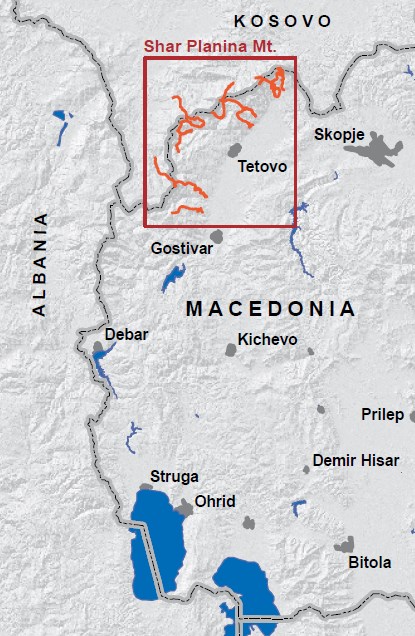 KOSOVO
Shar Planina Mt.
Skopje
Tetovo
ALBANIA
Gostivar
MACEDONIA
Debar
Kichevo
Prilep
Demir Hisar
Struga
Ohrid
Bitola